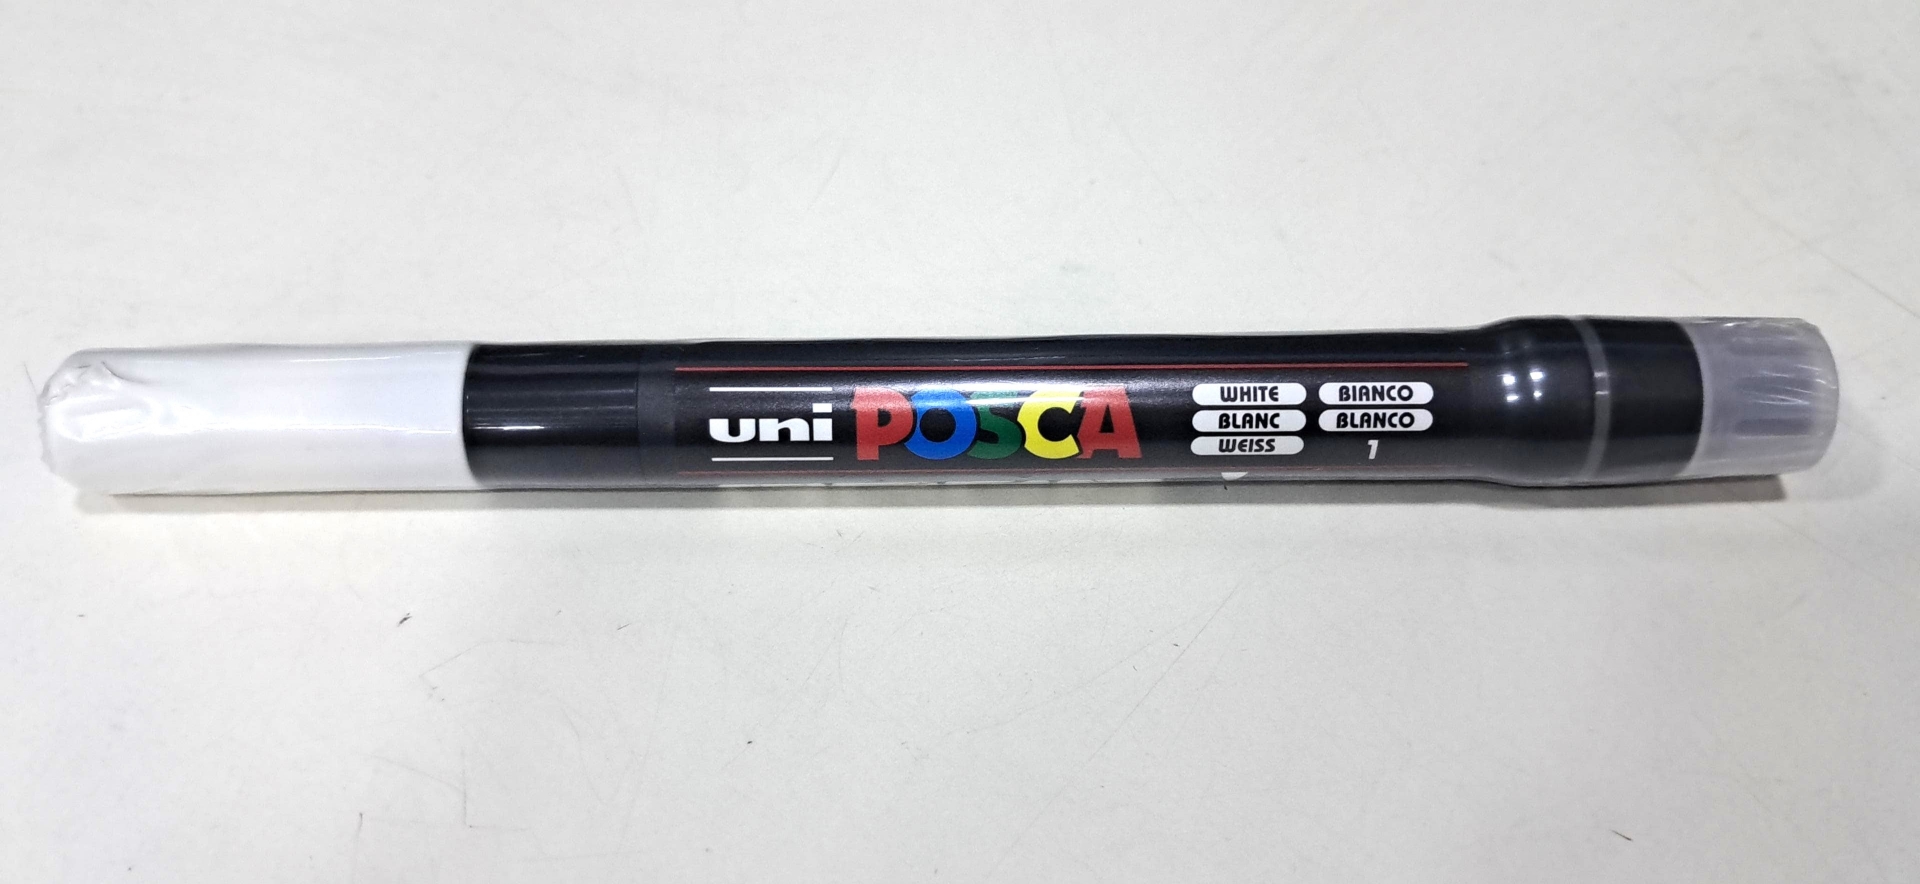 uni POSCA
WHITE BIANCO
BLANC BLANCO
WEISS 1